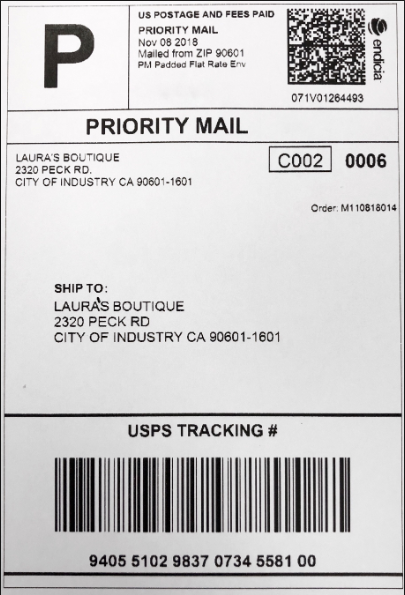 P
US POSTAGE AND FEES PAID
PRIORITY MAIL
Nov 08 2018
Mailed from ZIP 90601
PM Padded Flat Rate Env
endicia
071V01264493
PRIORITY MAIL
LAURA'S BOUTIQUE
2320 PECK RD.
CITY OF INDUSTRY CA 90601-1601
C002 0006
Order: M110818014
SHIP TO:
LAURA'S BOUTIQUE
2320 PECK RD
CITY OF INDUSTRY CA 90601-1601
USPS TRACKING #
9405 5102 9837 0734 5581 00